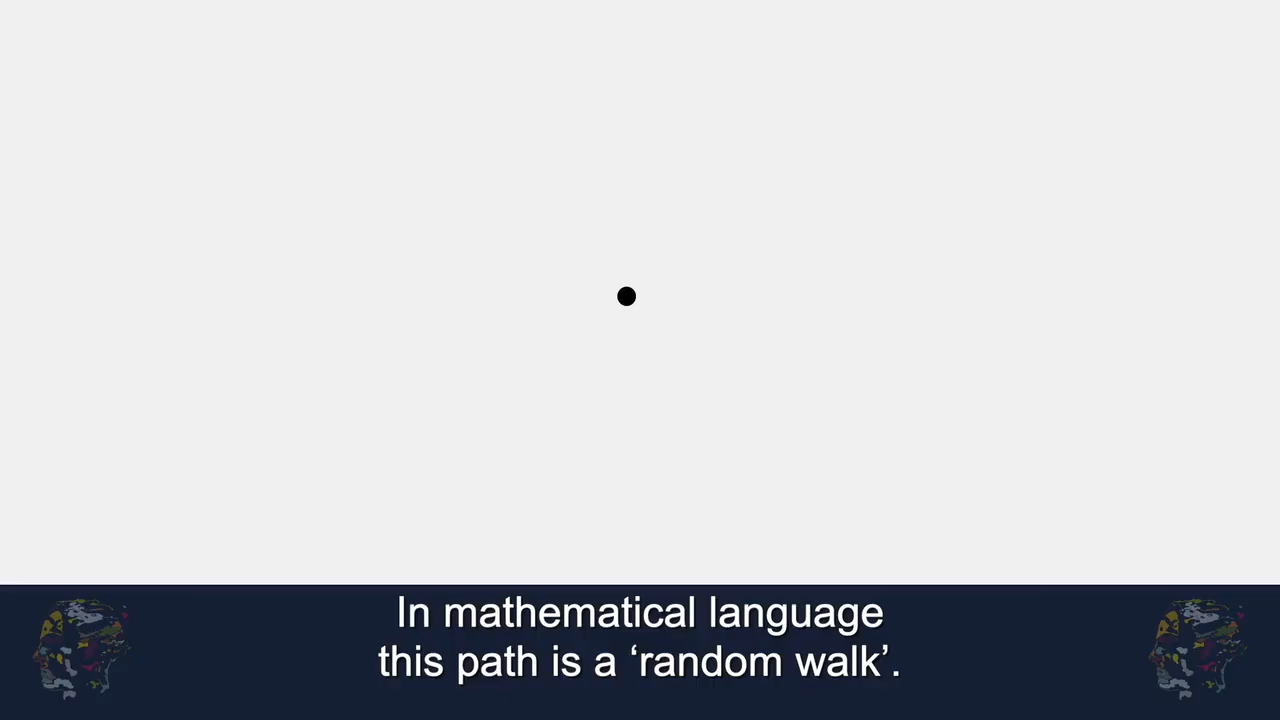 In mathematical language
this path is a ‘random walk’.